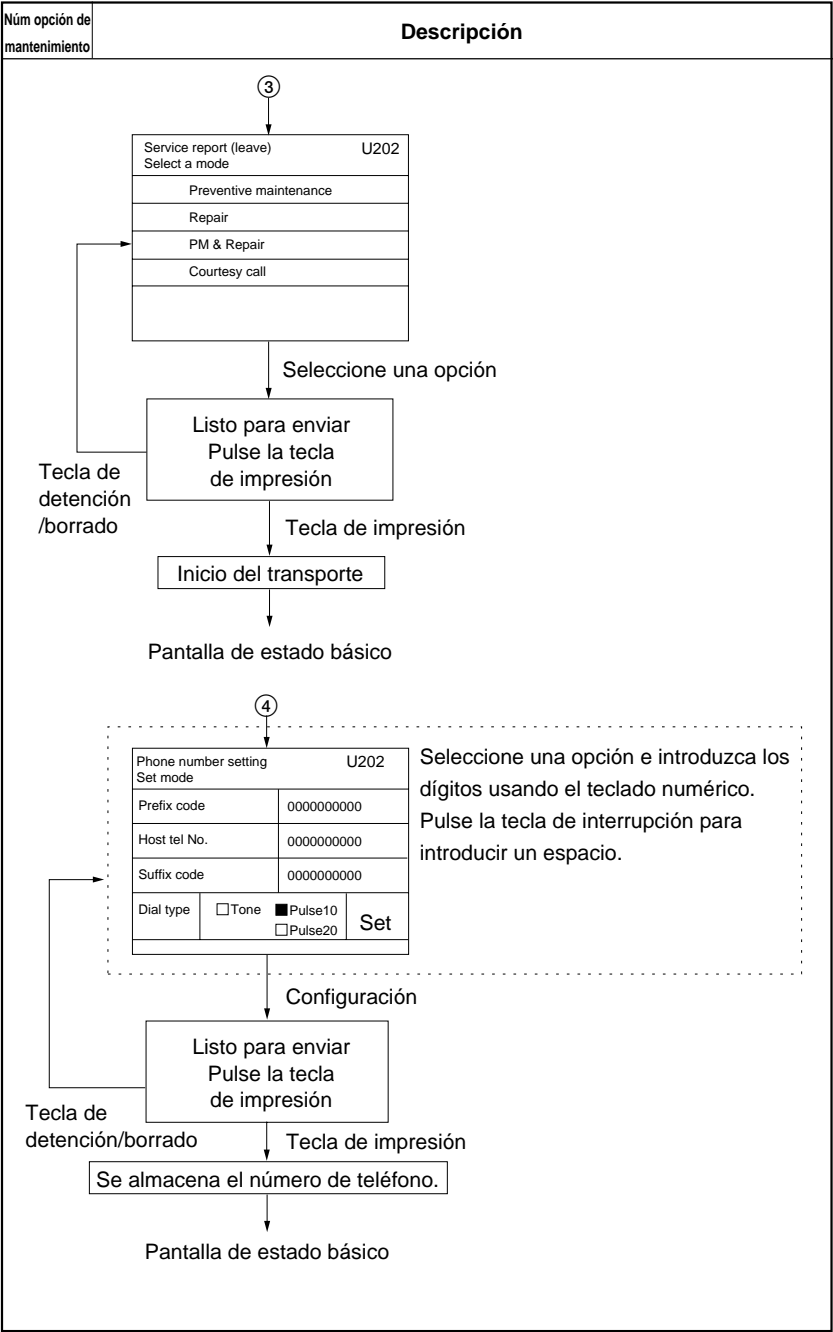 Núm opción de
mantenimiento
Descripción
③
Service report (leave) U202
Select a mode
Preventive maintenance
Repair
PM & Repair
Courtesy call
Seleccione una opción
Listo para enviar
Pulse la tecla
de impresión
Tecla de
detención
/borrado
Tecla de impresión
Inicio del transporte
Pantalla de estado básico
④
Phone number setting U202
Set mode
Prefix code 0000000000
Host tel No. 0000000000
Suffix code 0000000000
Dial type □Tone ■Pulse10
□Pulse20 Set
Seleccione una opción e introduzca los
dígitos usando el teclado numérico.
Pulse la tecla de interrupción para
introducir un espacio.
Configuración
Listo para enviar
Pulse la tecla
de impresión
Tecla de
detención/borrado
Tecla de impresión
Se almacena el número de teléfono.
Pantalla de estado básico